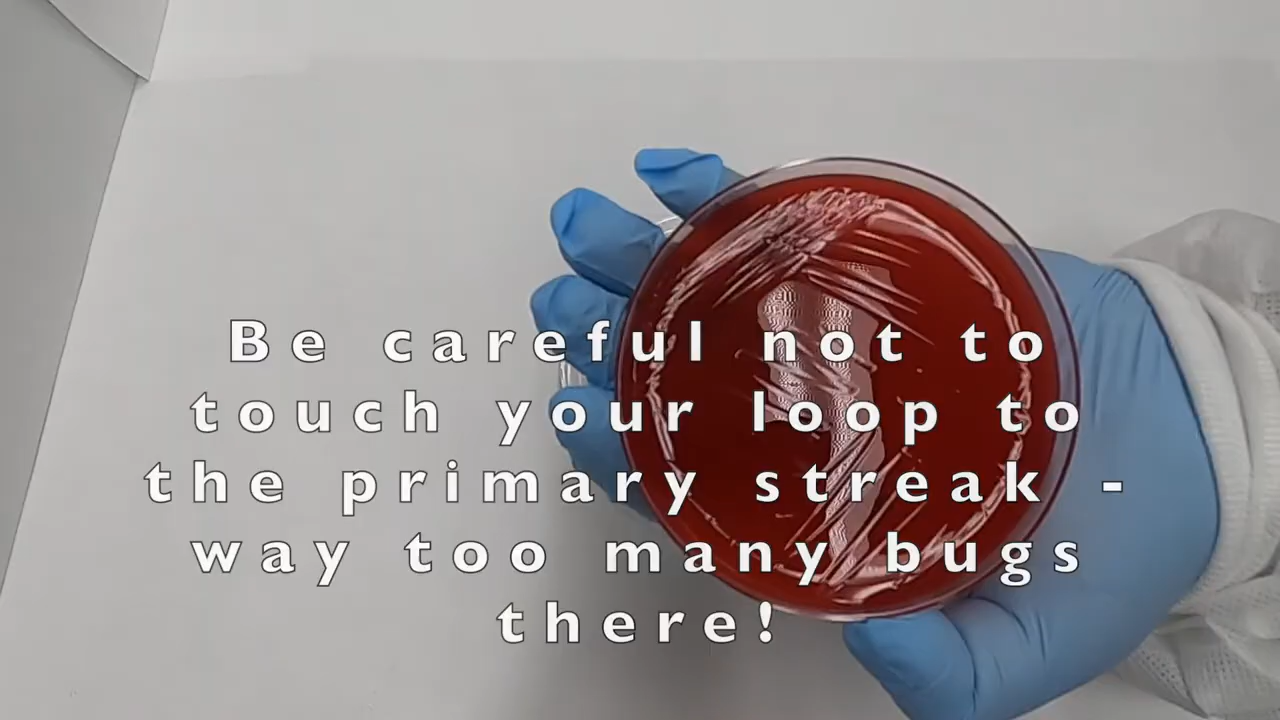 Be careful not to
touch your loop to
the primary streak -
way too many bugs
there!